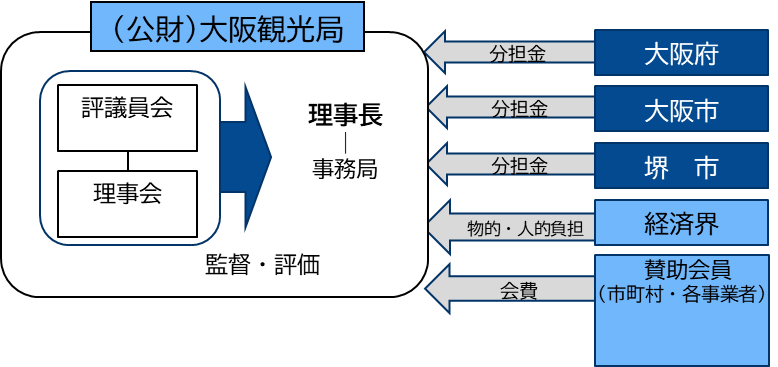 （公財）大阪観光局
評議員会
理事会
理事長
事務局
監督・評価
分担金
大阪府
分担金
大阪市
分担金
堺　市
物的・人的負担
経済界
会費
賛助会員
（市町村・各事業者）